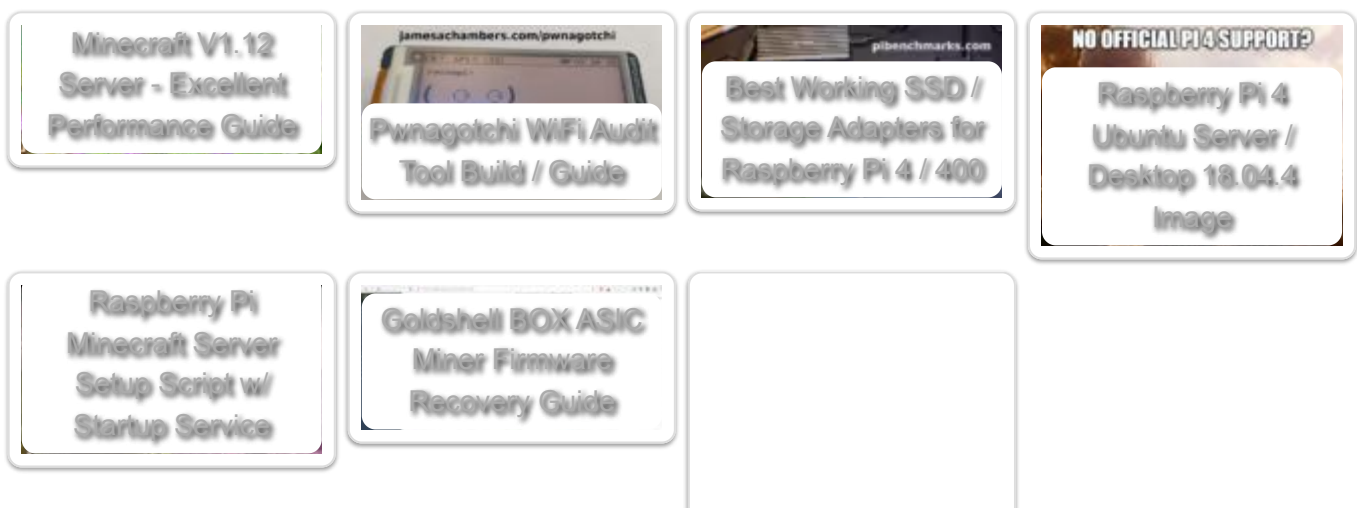 Minecraft V1.12
Server - Excellent
Performance Guide
jamesachambers.com/pwnagotchi
Pwnagotchi WiFi Audit
Tool Build / Guide
pibenchmarks.com
Best Working SSD /
Storage Adapters for
Raspberry Pi 4 / 400
NO OFFICIAL PI 4 SUPPORT?
Raspberry Pi 4
Ubuntu Server /
Desktop 18.04.4
Image
Raspberry Pi
Minecraft Server
Setup Script w/
Startup Service
Goldshell BOX ASIC
Miner Firmware
Recovery Guide